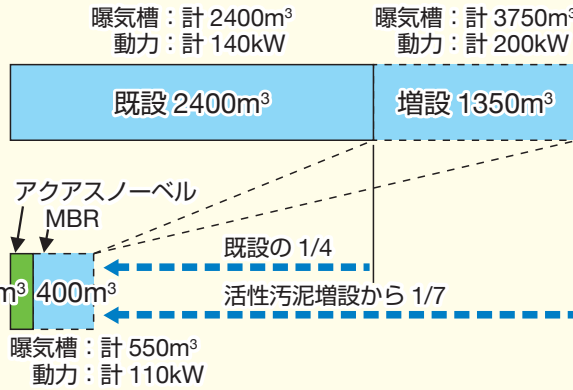 曝気槽：計 2400m³
動力：計 140kW
曝気槽：計 3750m³
動力：計 200kW
既設 2400m³
増設 1350m³
アクアスノーベル
MBR
既設の 1/4
m³ 400m³
活性汚泥増設から 1/7
曝気槽：計 550m³
動力：計 110kW